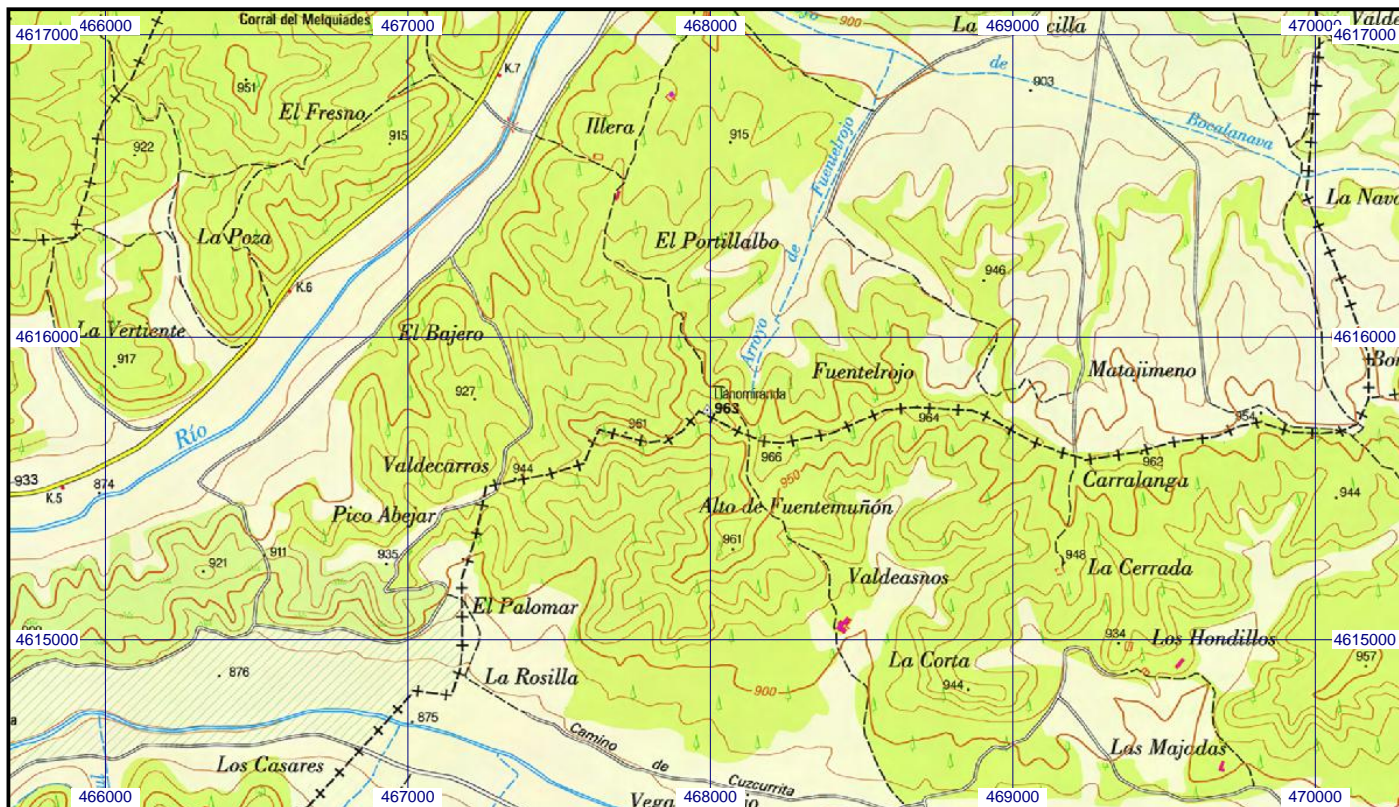 Corral del Melquiades
466000
467000
468000
469000
470000
4617000
4617000
900
La
cilla
de
K.7
951
El Fresno
915
922
Illera
915
903
Bocalanava
Fuentelrojo
La Poza
El Portillalbo
de
946
K.6
La Vertiente
4616000
4616000
917
El Bajero
Arroyo
Fuentelrojo
Matajimeno
927
Llanomiranda
963
964
954
961
Río
966
962
Valdecarros
944
933
K.5
874
950
Carralanga
944
Pico Abejar
Alto de Fuentemuñón
911
935
961
948
921
Valdeasnos
La Cerrada
El Palomar
4615000
4615000
934
Los Hondillos
957
876
La Rosilla
La Corta
944
900
875
Camino
de
Cuzcurrita
Los Majadas
Los Casares
466000
467000
468000
469000
470000